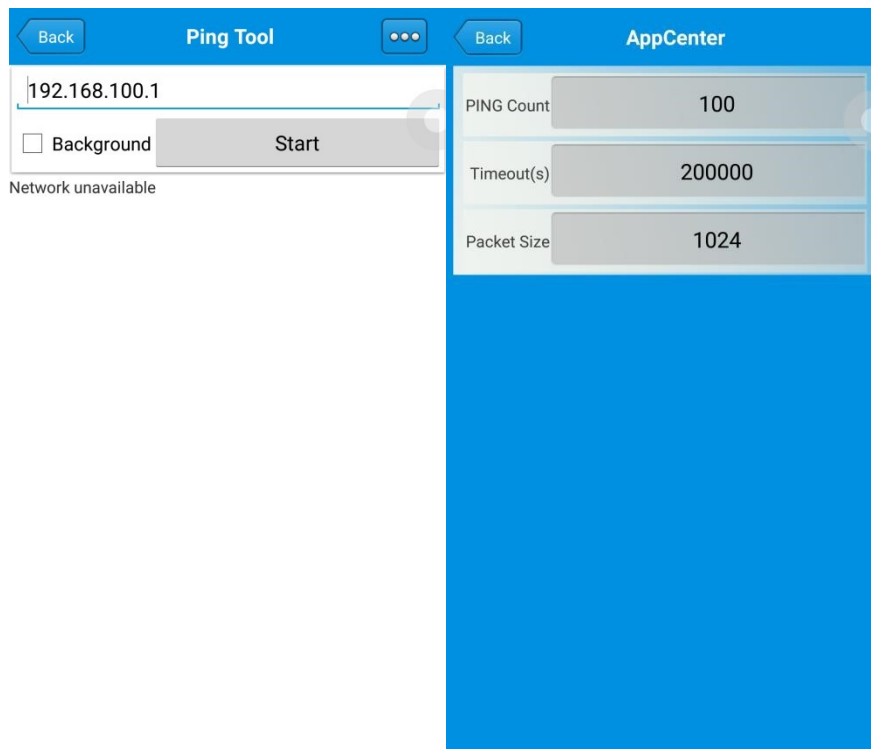 Back Ping Tool
192.168.100.1
Background Start
Network unavailable
Back AppCenter
PING Count 100
Timeout(s) 200000
Packet Size 1024